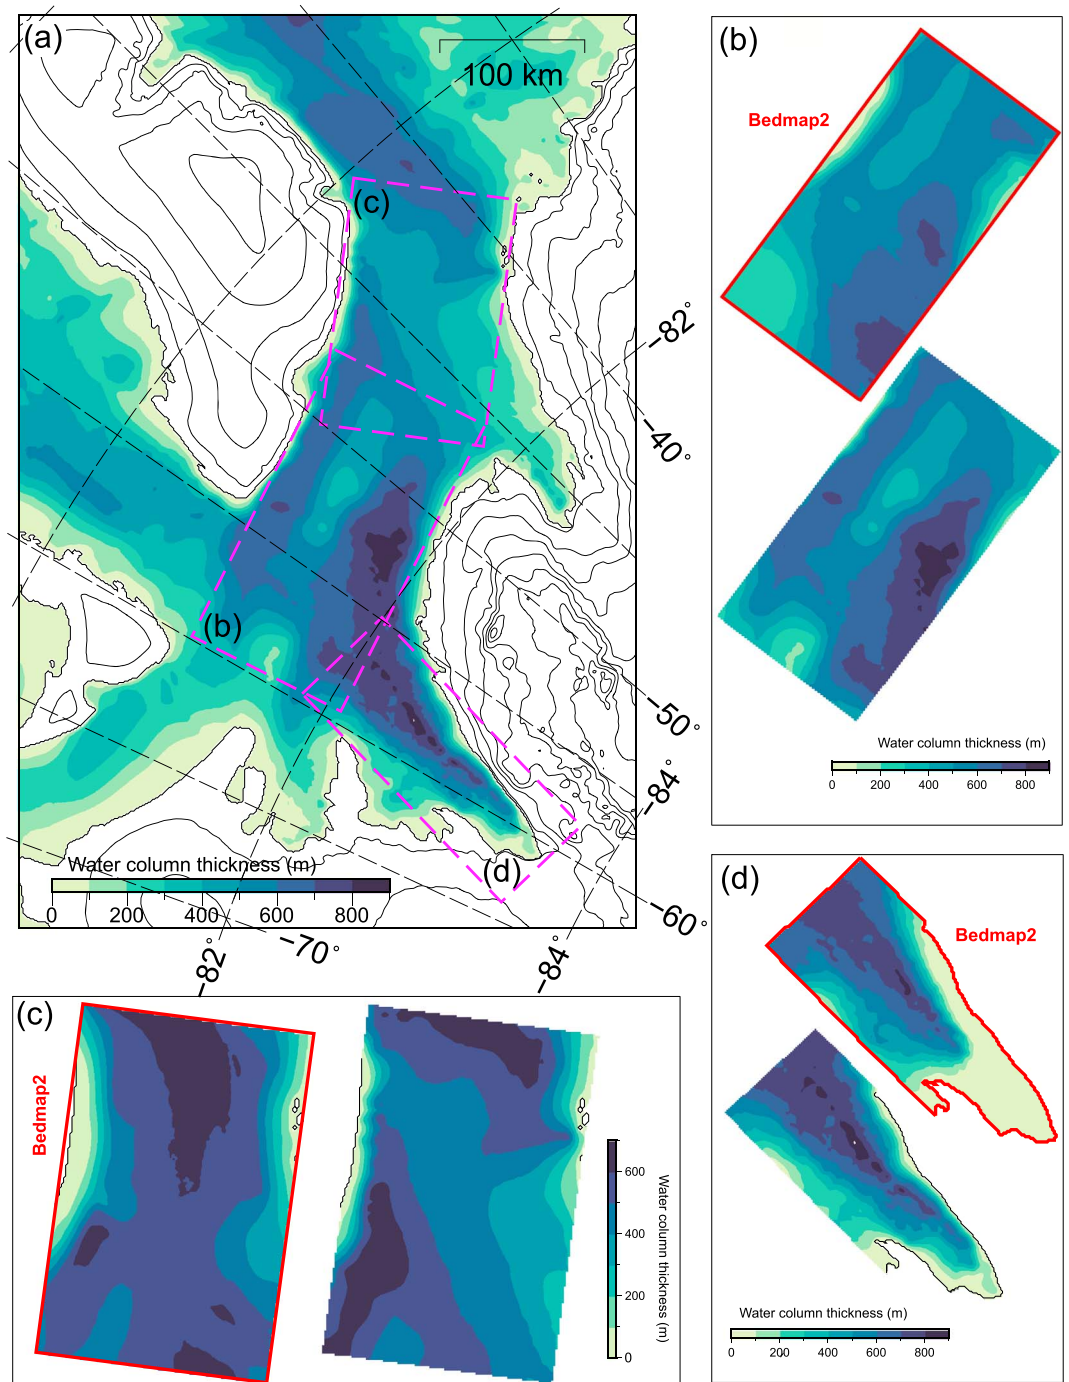 (a)
100 km
(c)
(b)
(d)
−82°
−40°
−50°
−84°
−60°
−84°
−70°
−82°
Water column thickness (m)
0 200 400 600 800
(b)
Bedmap2
Water column thickness (m)
0 200 400 600 800
(c)
Bedmap2
600
400
200
0
Water column thickness (m)
(d)
Bedmap2
Water column thickness (m)
0 200 400 600 800